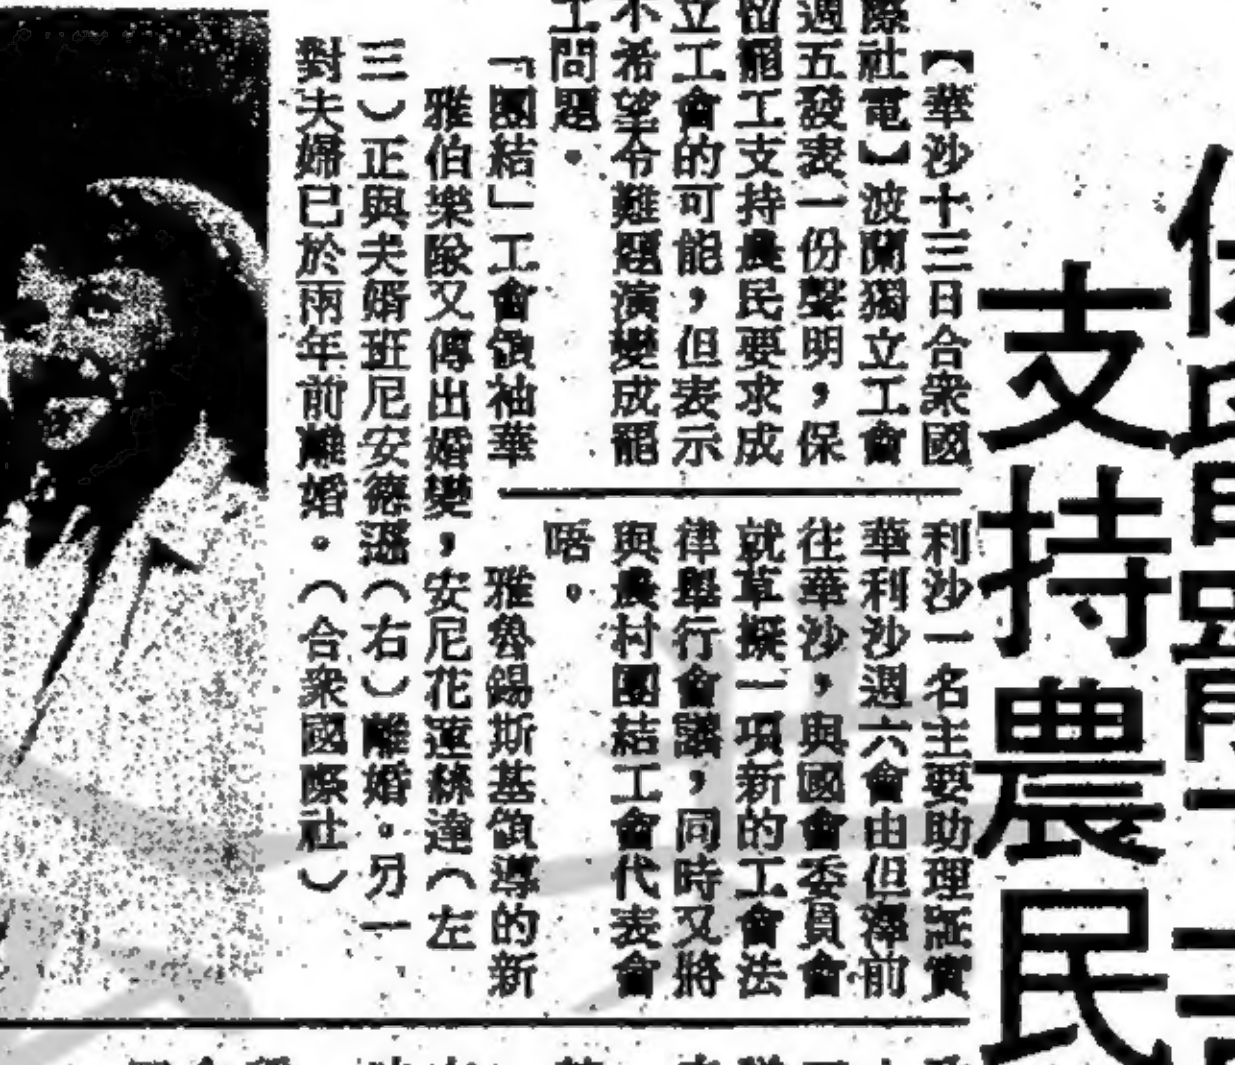 支持農民
【華沙十三日合衆國
際社電】波蘭獨立工會
週五發表一份聲明，保
留罷工支持農民要求成
立工會的可能，但表示
不希望令難題演變成罷
工問題。
「團結」工會領袖華
利沙一名主要助理証實
華利沙週六會由但澤前
往華沙，與國會委員會
就草擬一項新的工會法
律舉行會議，同時又將
與農村團結工會代表會
晤。
雅魯錫斯基領導的新
雅伯樂隊又傳出婚變，安尼花蓮絲達（左
三）正與夫婿班尼安德遜（右）離婚。另一
對夫婦已於兩年前離婚。（合衆國際社）